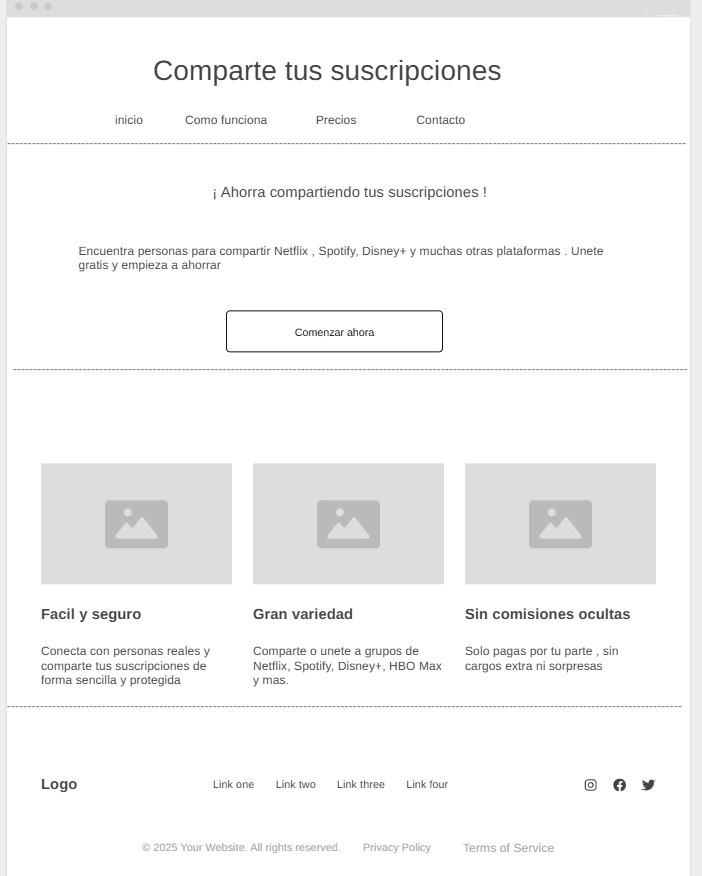 Comparte tus suscripciones
inicio Como funciona Precios Contacto
¡ Ahorra compartiendo tus suscripciones !
Encuentra personas para compartir Netflix , Spotify, Disney+ y muchas otras plataformas . Unete
gratis y empieza a ahorrar
Comenzar ahora
Facil y seguro
Conecta con personas reales y
comparte tus suscripciones de
forma sencilla y protegida
Gran variedad
Comparte o unete a grupos de
Netflix, Spotify, Disney+, HBO Max
y mas.
Sin comisiones ocultas
Solo pagas por tu parte , sin
cargos extra ni sorpresas
Logo Link one Link two Link three Link four
© 2025 Your Website. All rights reserved. Privacy Policy Terms of Service